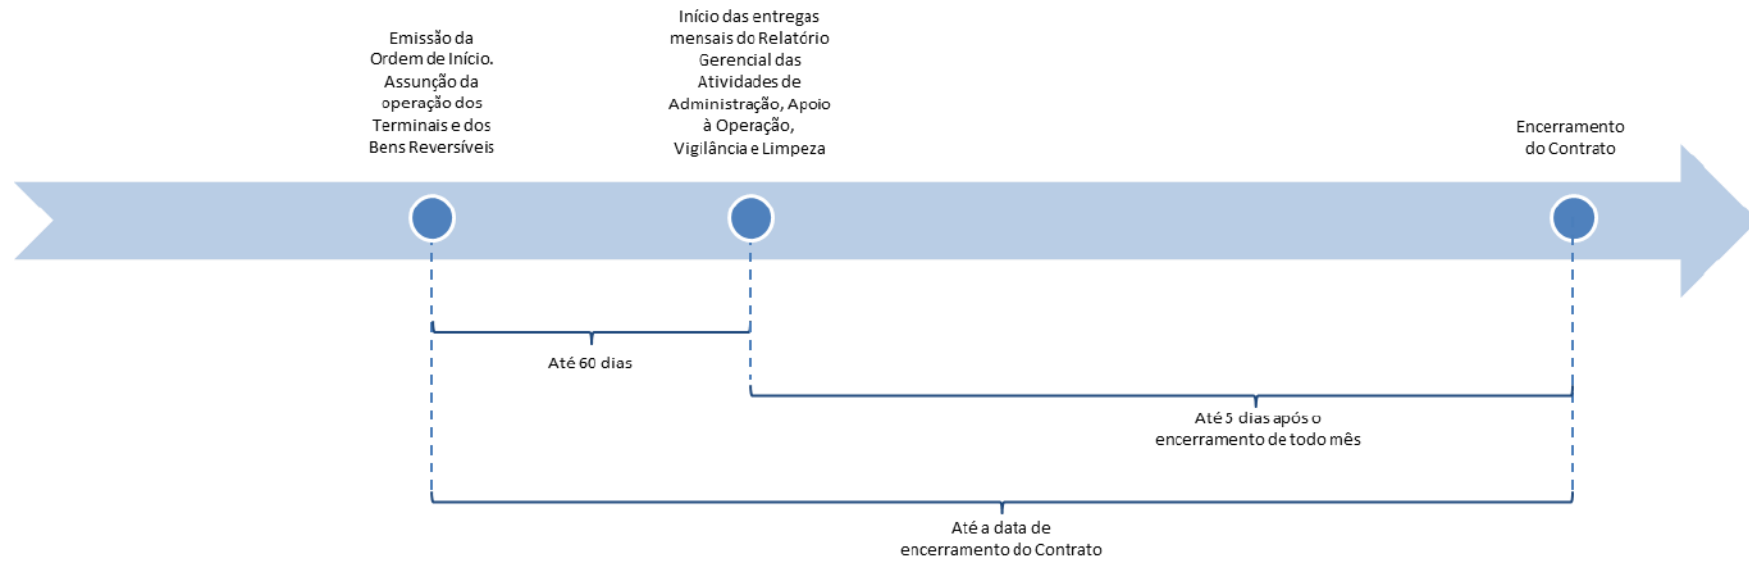 Emissão da
Ordem de Início.
Assunção da
operação dos
Terminais e dos
Bens Reversíveis
Início das entregas
mensais do Relatório
Gerencial das
Atividades de
Administração, Apoio
à Operação,
Vigilância e Limpeza
Encerramento
do Contrato
Até 60 dias
Até 5 dias após o
encerramento de todo mês
Até a data de
encerramento do Contrato